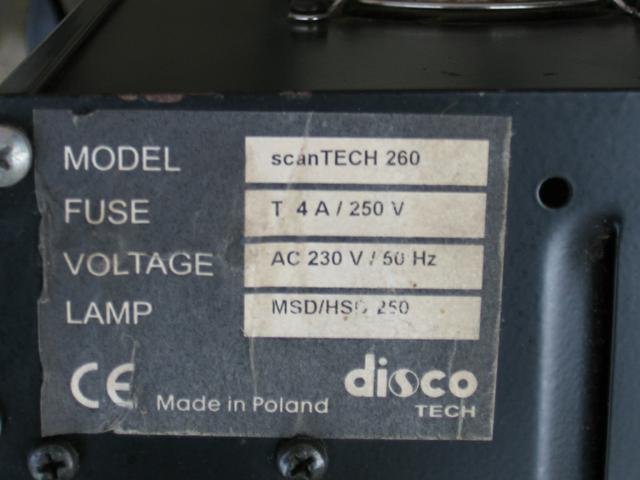 MODEL scanTECH 260
FUSE T 4 A / 250 V
VOLTAGE AC 230 V / 50 Hz
LAMP MSD/HSD 250
CE Made in Poland disco
TECH